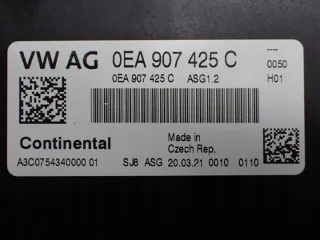 VW AG 0EA 907 425 C ---
0050
0EA 907 425 C ASG1.2 H01
Continental Made in
Czech Rep.
A3C0754340000 01 SJ6 ASG 20.03.21 0010 0110